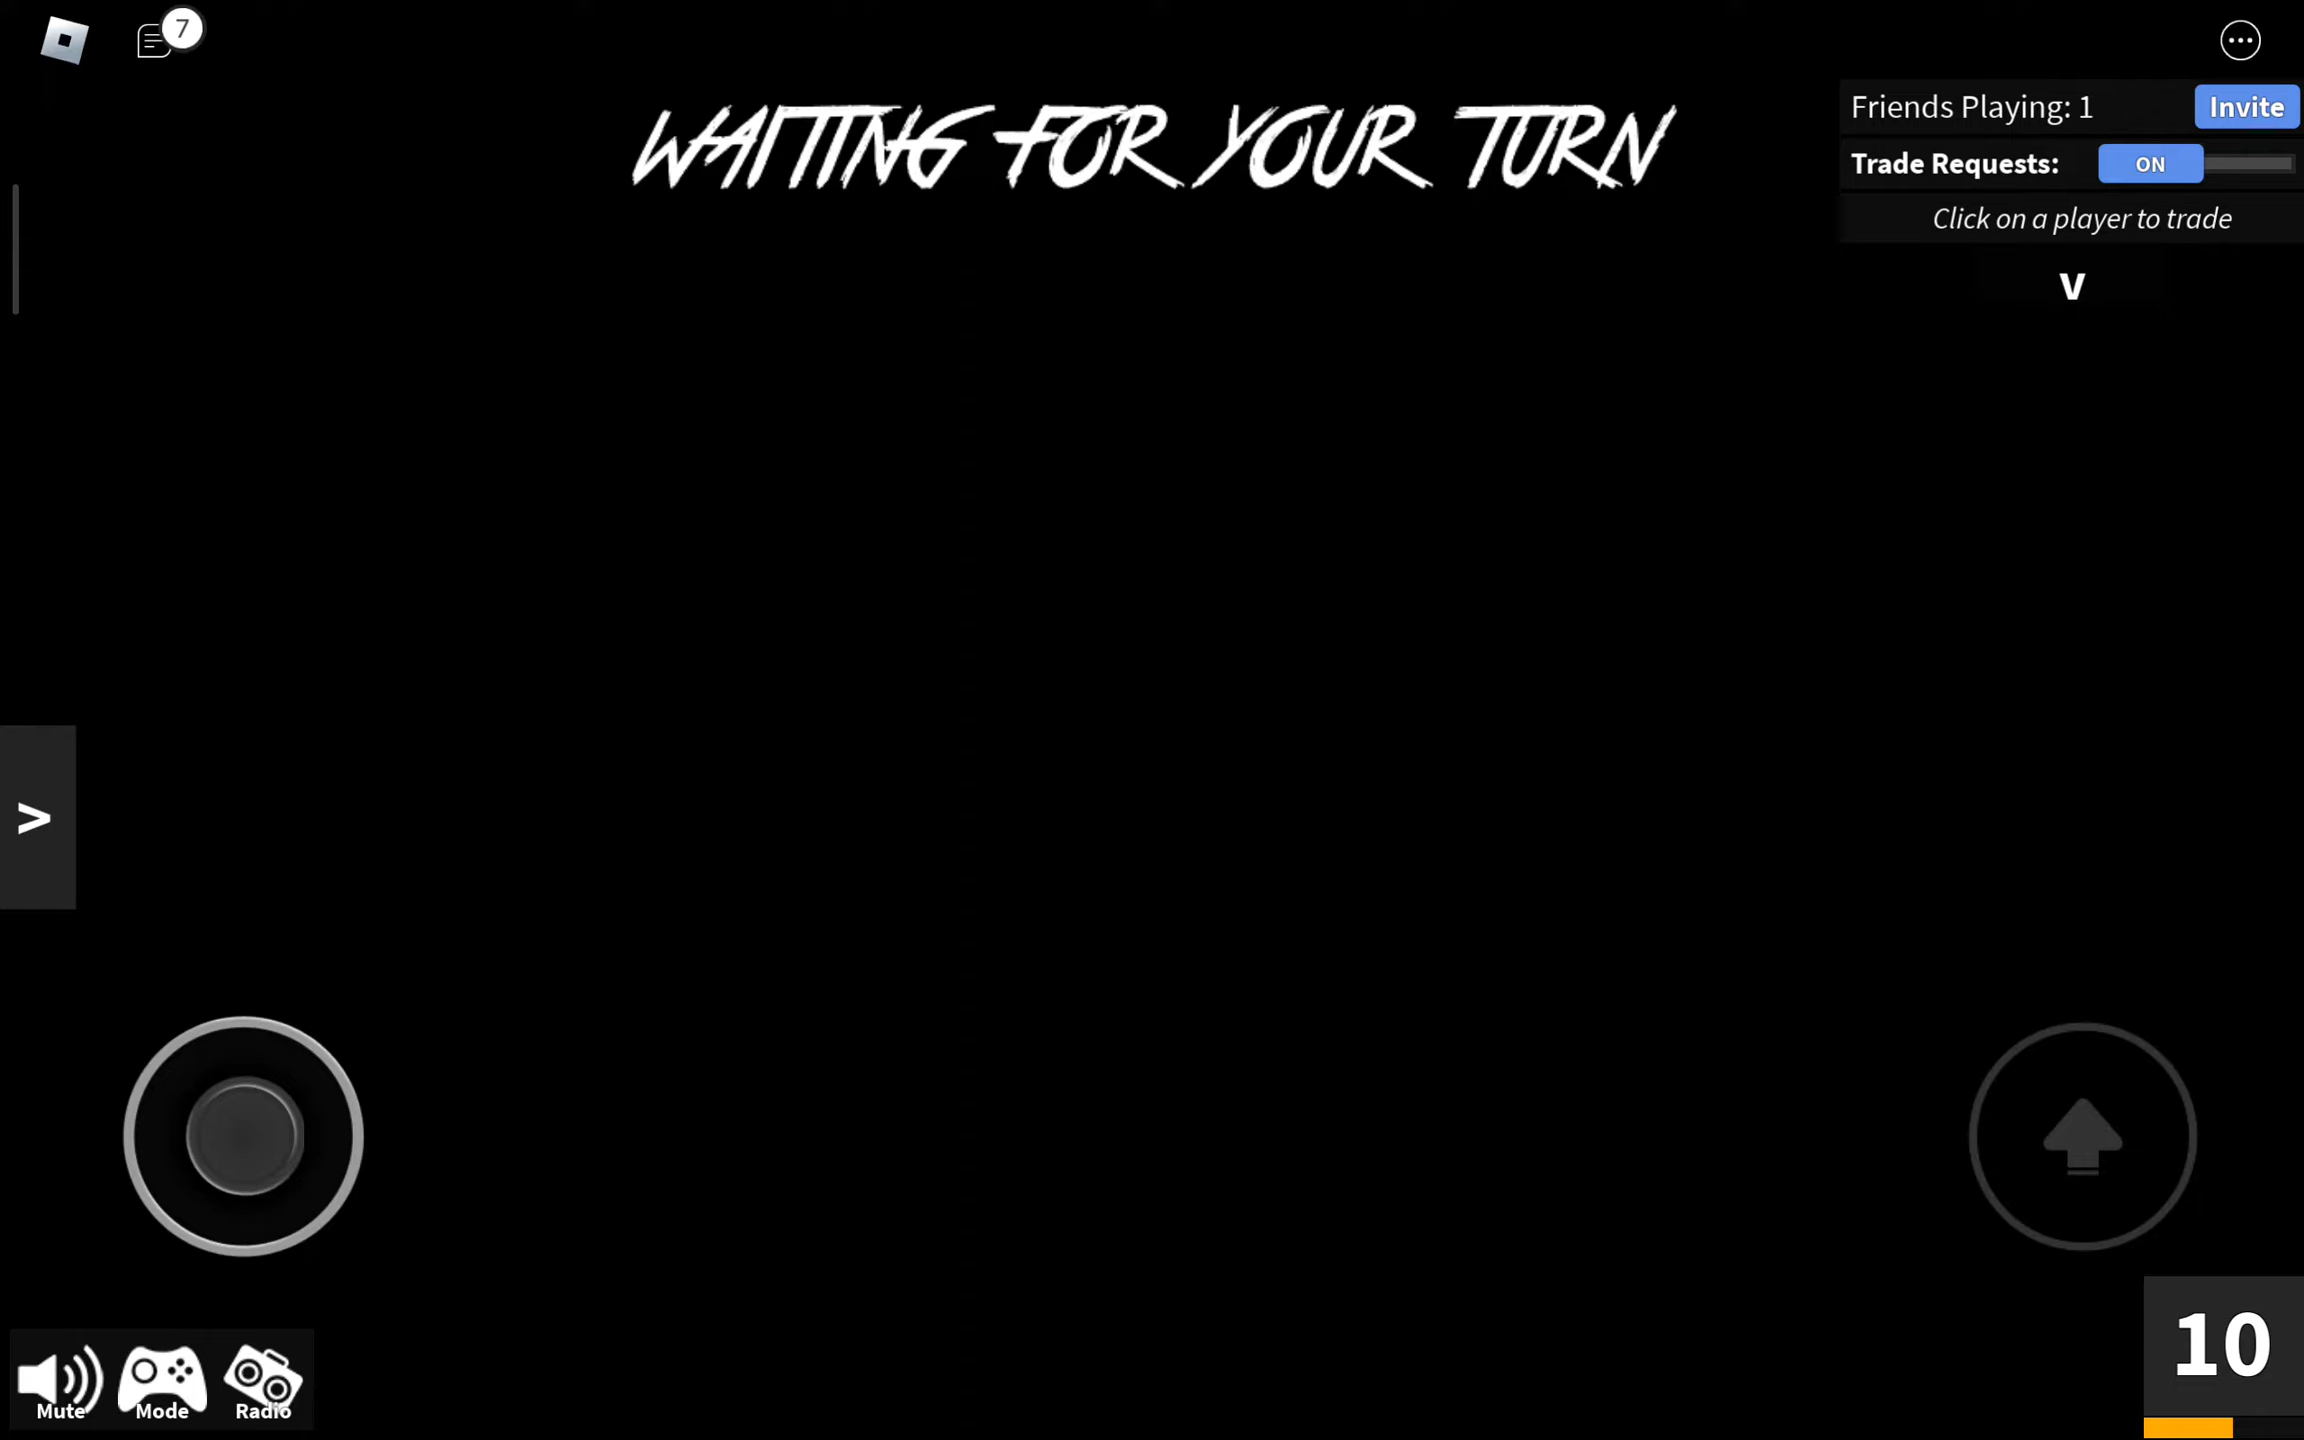 7
WAITING FOR YOUR TURN
Friends Playing: 1
Invite
Trade Requests:
ON
Click on a player to trade
v
>
10
Mute
Mode
Radio